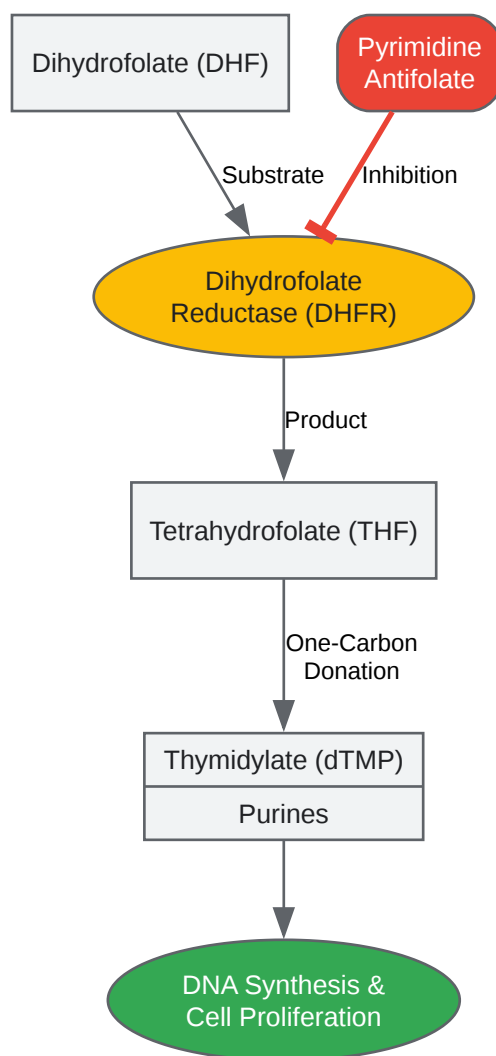 Dihydrofolate (DHF)
Pyrimidine
Antifolate
Substrate
Inhibition
Dihydrofolate
Reductase (DHFR)
Product
Tetrahydrofolate (THF)
One-Carbon
Donation
Thymidylate (dTMP)
Purines
DNA Synthesis &
Cell Proliferation